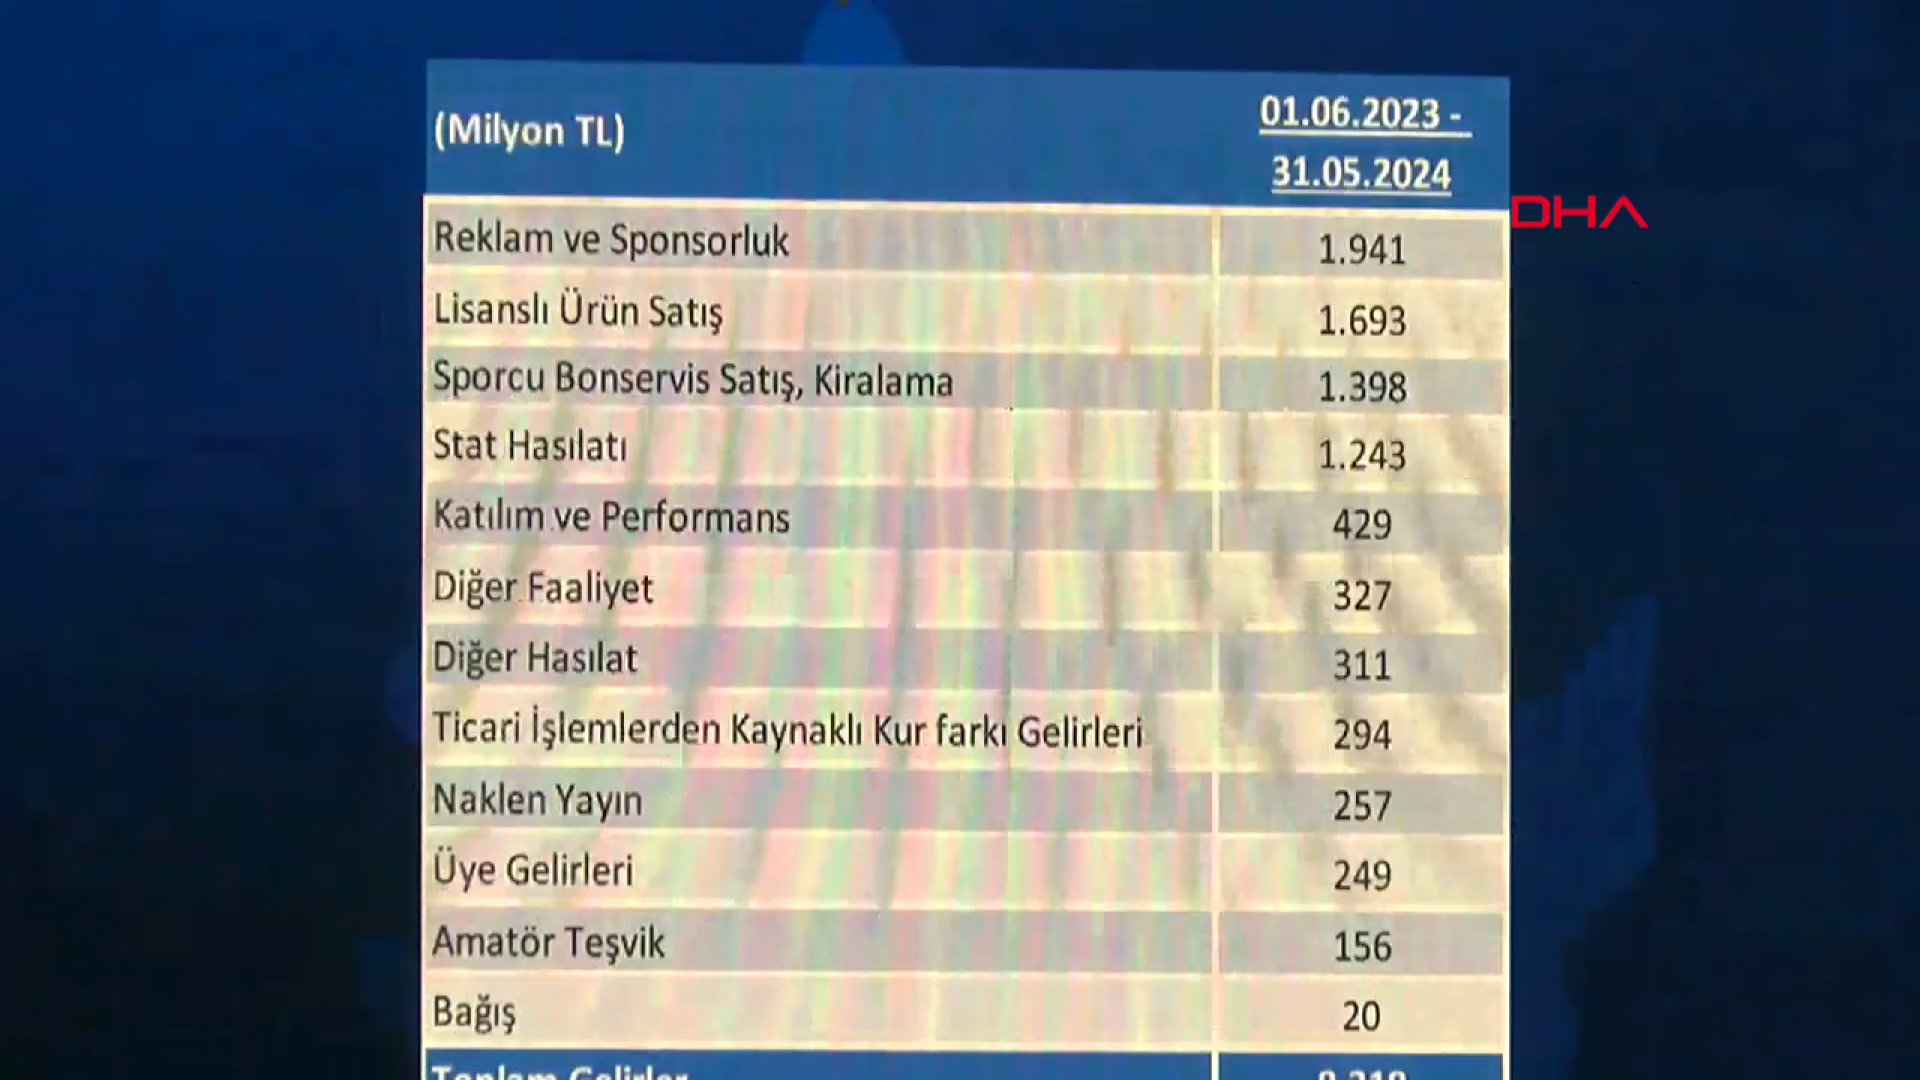 (Milyon TL)
01.06.2023 -
31.05.2024
DHA
Reklam ve Sponsorluk 1.941
Lisanslı Ürün Satış 1.693
Sporcu Bonservis Satış, Kiralama 1.398
Stat Hasılatı 1.243
Katılım ve Performans 429
Diğer Faaliyet 327
Diğer Hasılat 311
Ticari İşlemlerden Kaynaklı Kur farkı Gelirleri 294
Naklen Yayın 257
Üye Gelirleri 249
Amatör Teşvik 156
Bağış 20
Toplam Gelirler